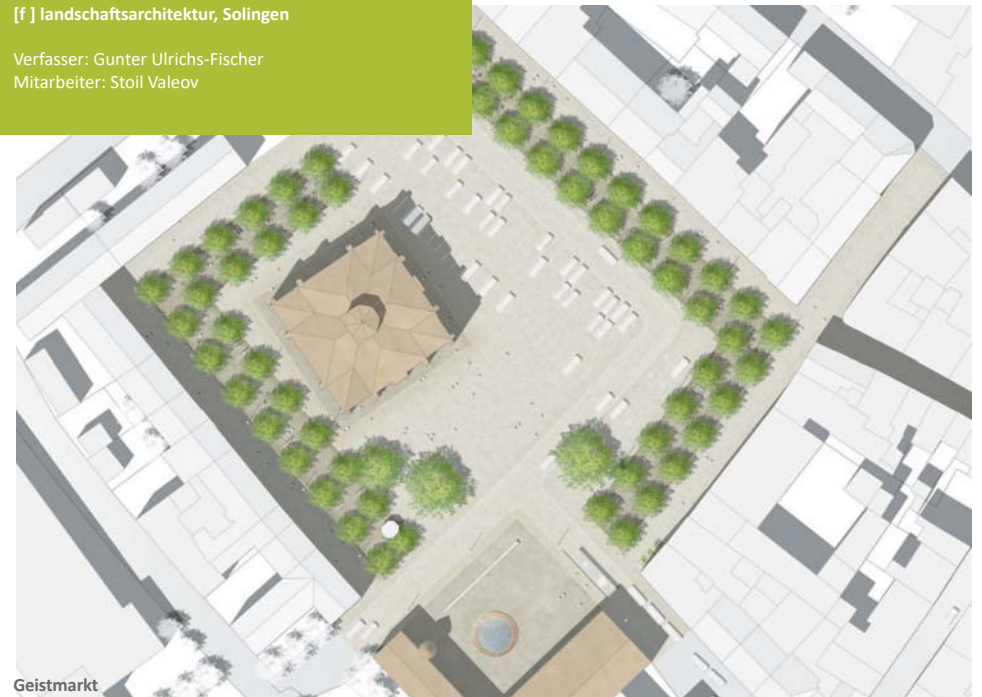 [f ] landschaftsarchitektur, Solingen
Verfasser: Gunter Ulrichs-Fischer
Mitarbeiter: Stoil Valeov
Geistmarkt